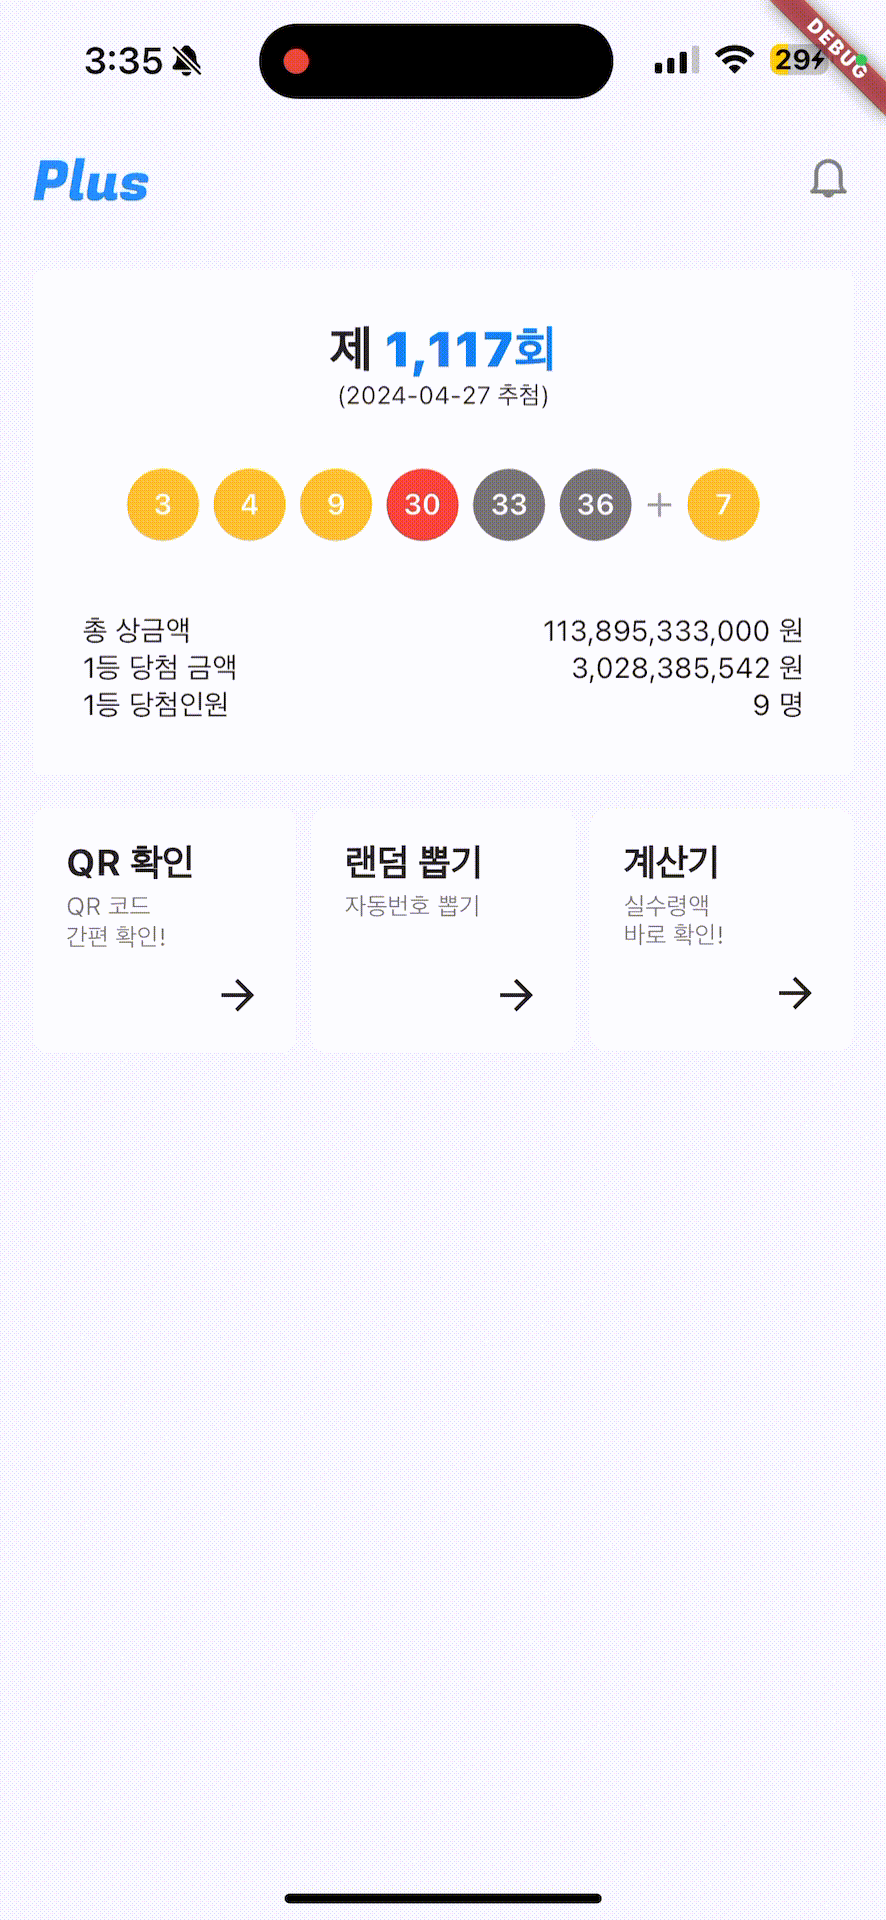 3:35
29
DEBUG
Plus
제 1,117회
(2024-04-27 추첨)
3 4 9 30 33 36 + 7
총 상금액 113,895,333,000 원
1등 당첨 금액 3,028,385,542 원
1등 당첨인원 9 명
QR 확인
QR 코드
간편 확인!
랜덤 뽑기
자동번호 뽑기
계산기
실수령액
바로 확인!